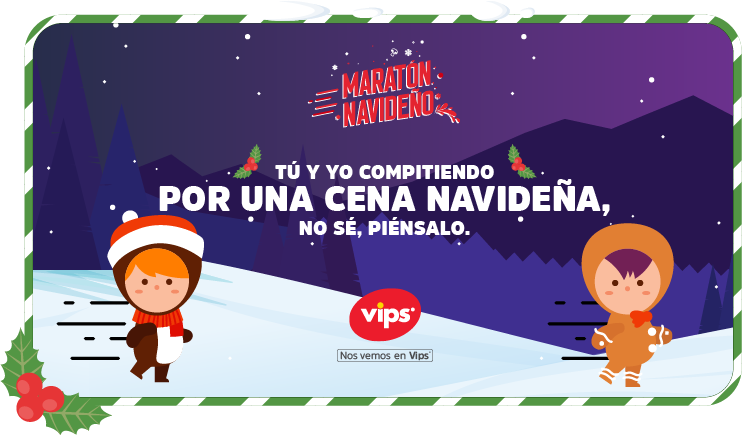 MARATÓN
NAVIDEÑO
TÚ Y YO COMPITIENDO
POR UNA CENA NAVIDEÑA,
NO SÉ, PIÉNSALO.
vips
Nos vemos en Vips